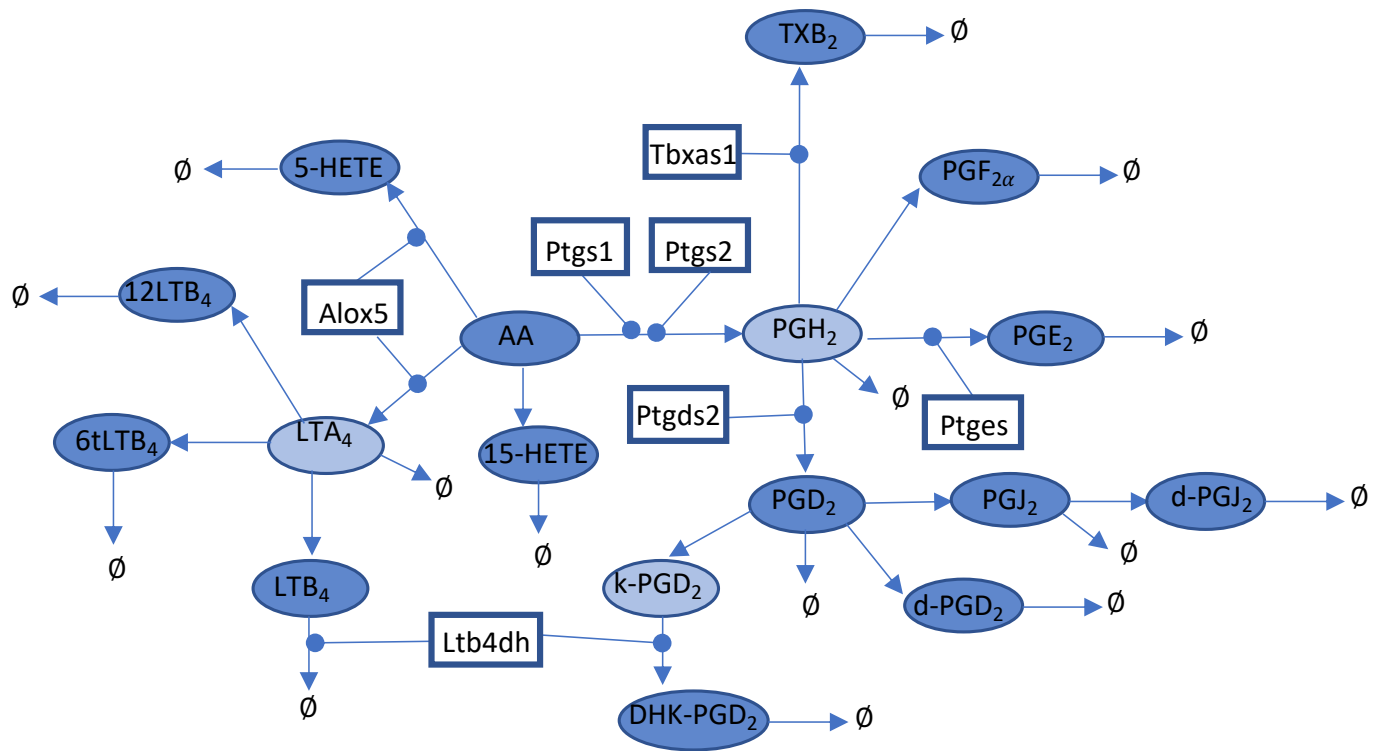 TXB₂
Ø
Tbxas1
5-HETE
Ø
PGF₂α
Ø
Ptgs1
Ptgs2
12LTB₄
Ø
Alox5
AA
PGH₂
PGE₂
Ø
Ø
Ptgds2
Ptges
6tLTB₄
LTA₄
15-HETE
Ø
PGD₂
PGJ₂
d-PGJ₂
Ø
Ø
Ø
Ø
LTB₄
k-PGD₂
Ø
d-PGD₂
Ø
Ltb4dh
Ø
DHK-PGD₂
Ø